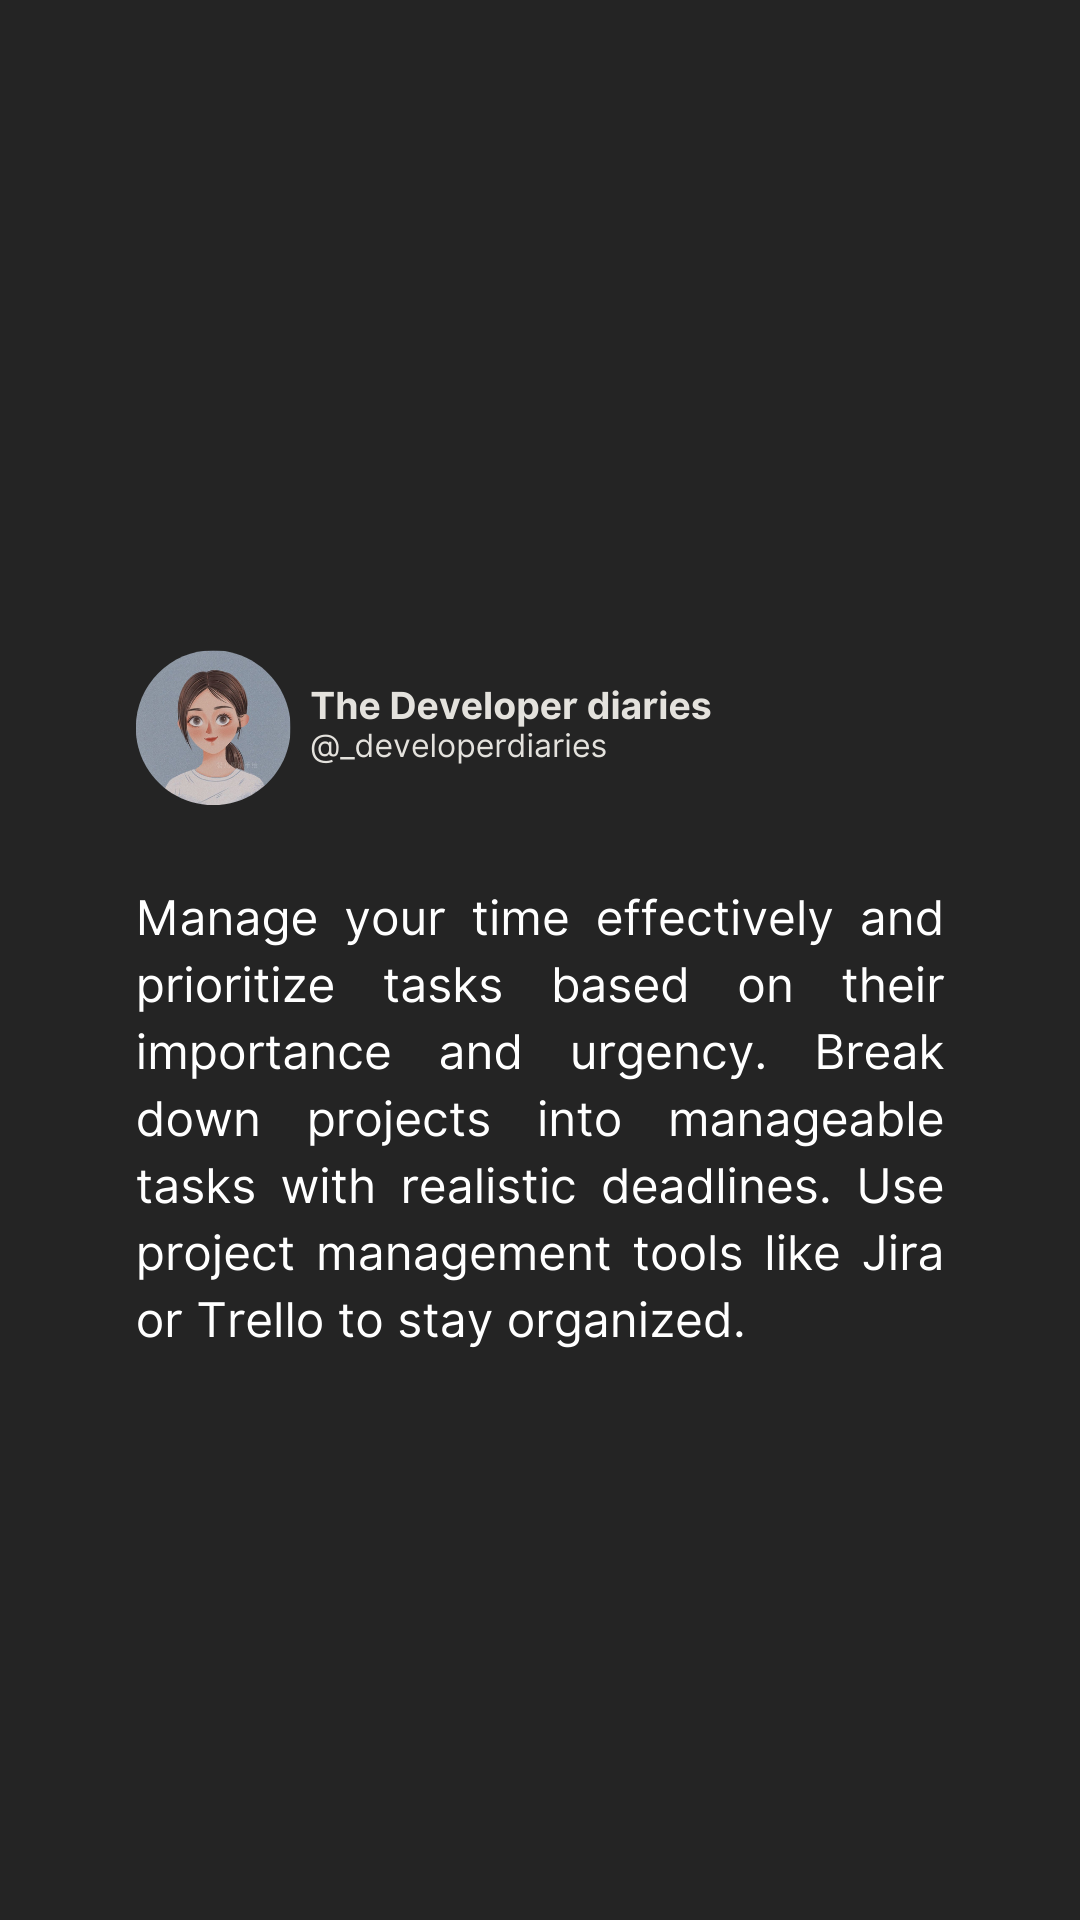 The Developer diaries
@_developerdiaries
Manage your time effectively and
prioritize tasks based on their
importance and urgency. Break
down projects into manageable
tasks with realistic deadlines. Use
project management tools like Jira
or Trello to stay organized.